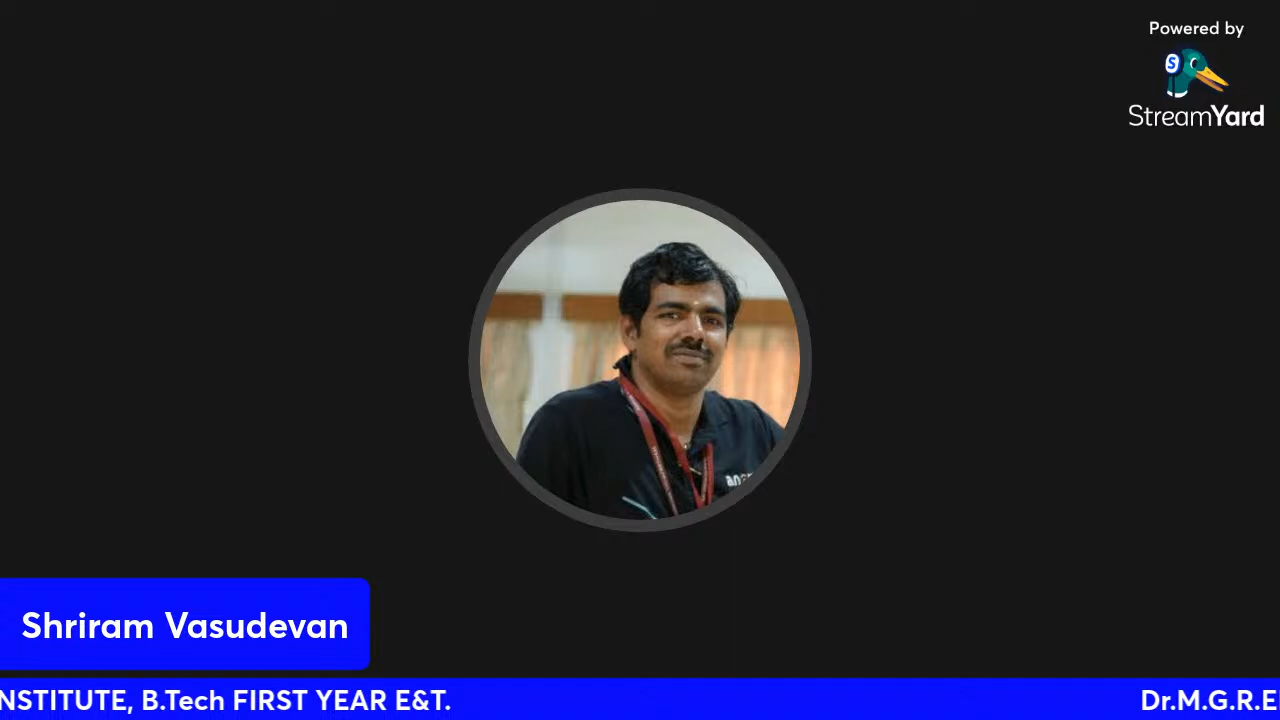 Powered by
S
StreamYard
Shriram Vasudevan
NSTITUTE, B.Tech FIRST YEAR E&T. Dr.M.G.R.E